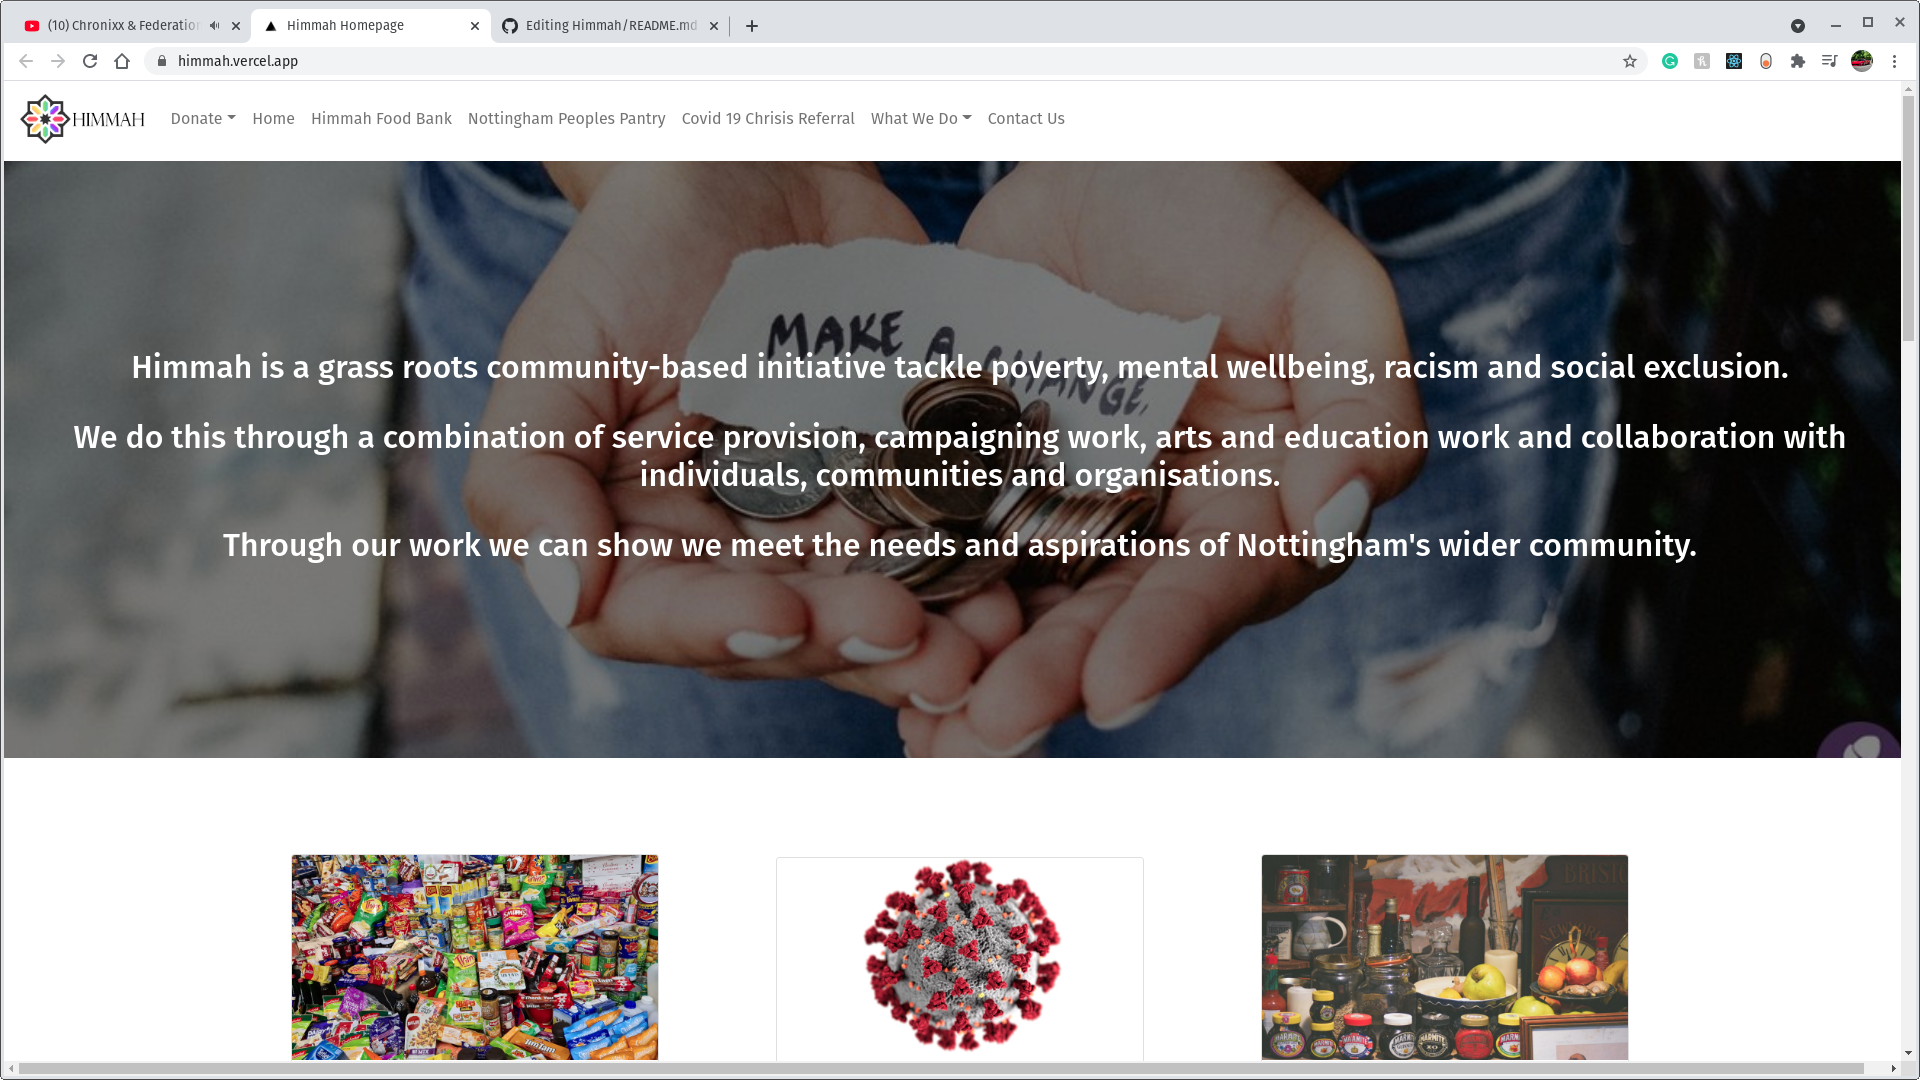 (10) Chronixx & Federation
Himmah Homepage
Editing Himmah/README.md
himmah.vercel.app
HIMMAH
Donate
Home
Himmah Food Bank
Nottingham Peoples Pantry
Covid 19 Chrisis Referral
What We Do
Contact Us
MAKE A CHANGE,
Himmah is a grass roots community-based initiative tackle poverty, mental wellbeing, racism and social exclusion.
We do this through a combination of service provision, campaigning work, arts and education work and collaboration with
individuals, communities and organisations.
Through our work we can show we meet the needs and aspirations of Nottingham's wider community.